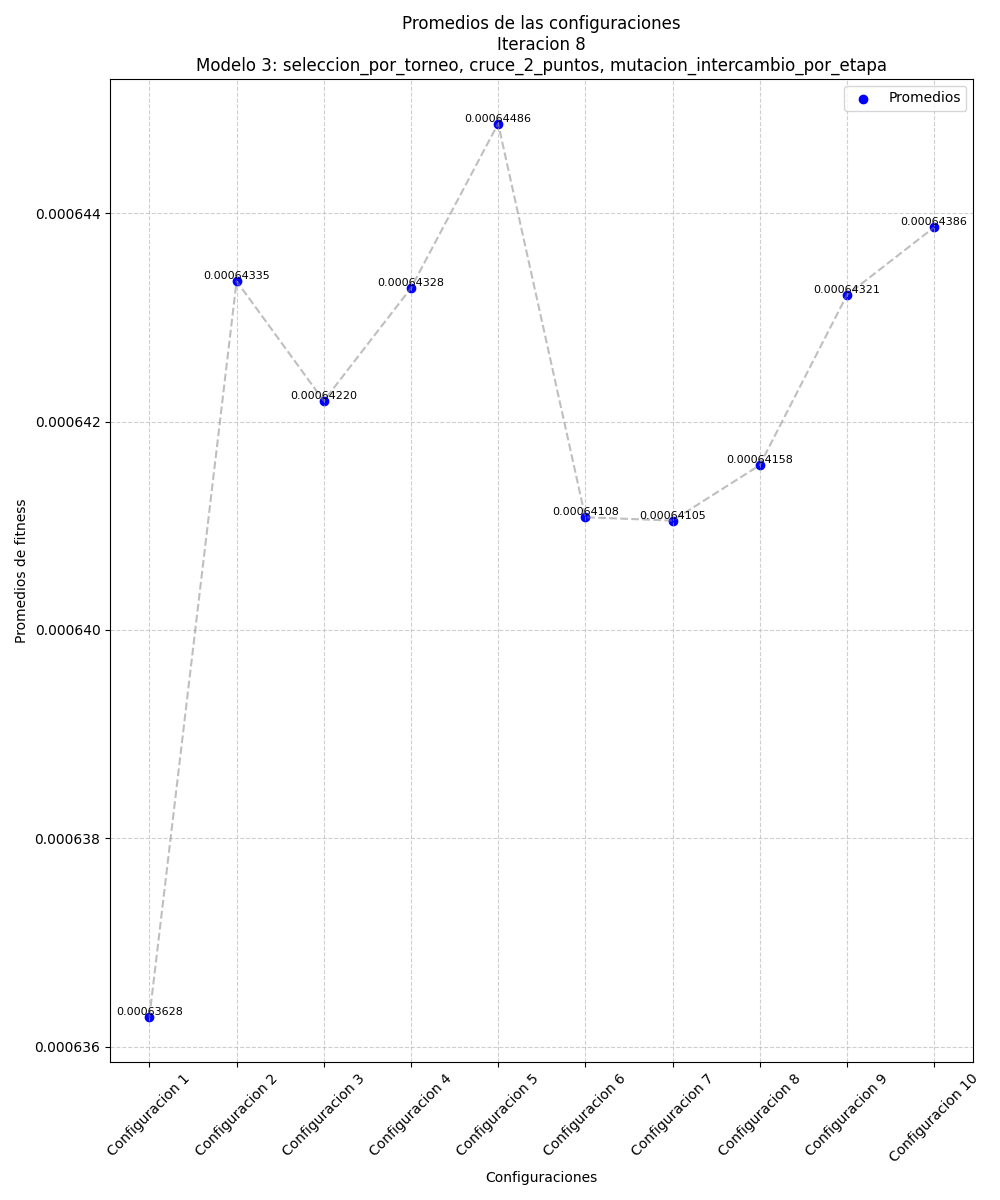 Promedios de las configuraciones
Iteracion 8
Modelo 3: seleccion_por_torneo, cruce_2_puntos, mutacion_intercambio_por_etapa
Promedios
0.00064486
0.00064386
0.00064335
0.00064328
0.00064321
0.00064220
0.00064158
0.00064108
0.00064105
0.00063628
0.000644
0.000642
0.000640
0.000638
0.000636
Promedios de fitness
Configuracion 1
Configuracion 2
Configuracion 3
Configuracion 4
Configuracion 5
Configuracion 6
Configuracion 7
Configuracion 8
Configuracion 9
Configuracion 10
Configuraciones